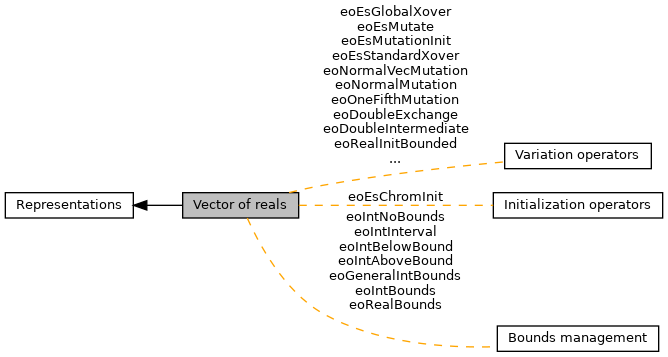 eoEsGlobalXover
eoEsMutate
eoEsMutationInit
eoEsStandardXover
eoNormalVecMutation
eoNormalMutation
eoOneFifthMutation
eoDoubleExchange
eoDoubleIntermediate
eoRealInitBounded
...
Variation operators
Representations
Vector of reals
eoEsChromInit
Initialization operators
eoIntNoBounds
eoIntInterval
eoIntBelowBound
eoIntAboveBound
eoGeneralIntBounds
eoIntBounds
eoRealBounds
Bounds management